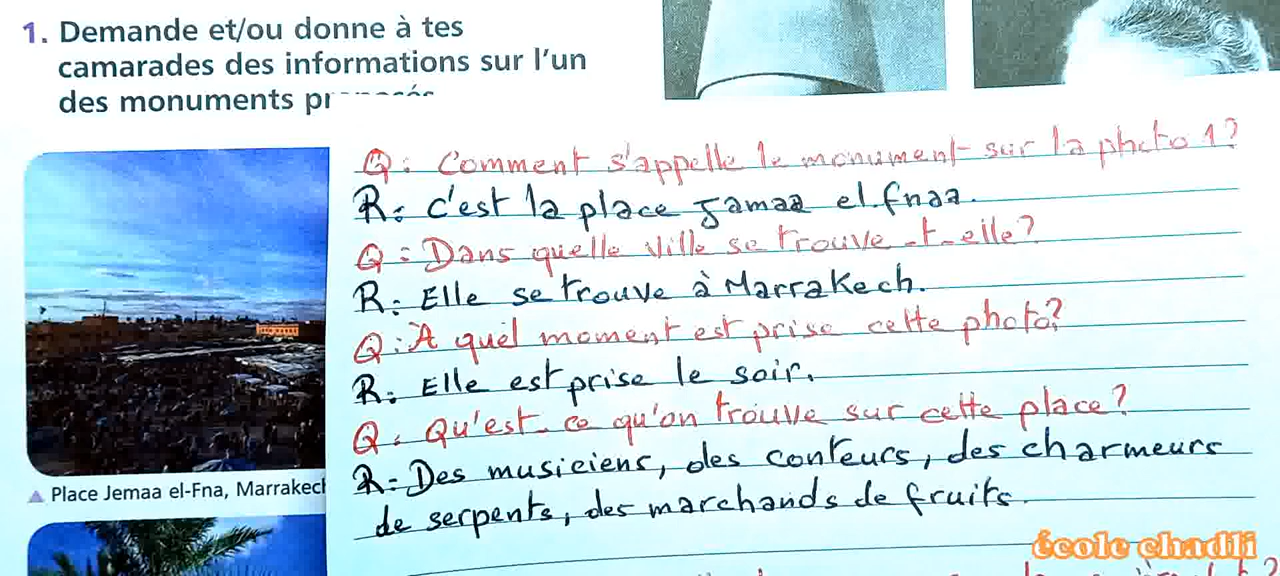 1. Demande et/ou donne à tes
camarades des informations sur l'un
des monuments
Q: Comment s'appelle le monument sur la photo 1?
R: c'est la place Jamaa el.fnaa.
Q: Dans quelle ville se trouve-t-elle?
R: Elle se trouve à Marrakech.
Q: À quel moment est prise cette photo?
R: Elle est prise le soir.
Q: Qu'est-ce qu'on trouve sur cette place?
R: Des musiciens, des conteurs, des charmeurs
de serpents, des marchands de fruits.
Place Jemaa el-Fna, Marrakech
école chadli